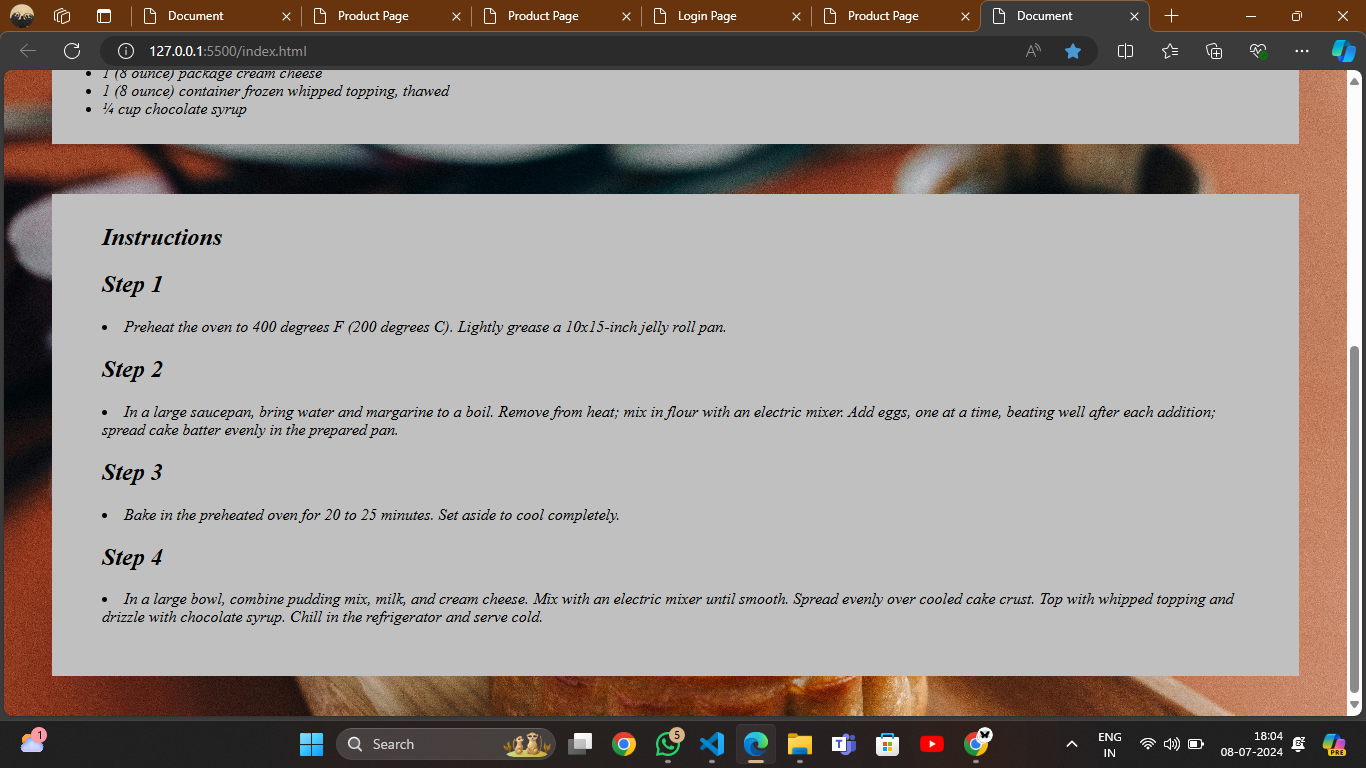 Document
Product Page
Product Page
Login Page
Product Page
Document
127.0.0.1:5500/index.html
1 (8 ounce) package cream cheese
1 (8 ounce) container frozen whipped topping, thawed
¼ cup chocolate syrup
Instructions
Step 1
Preheat the oven to 400 degrees F (200 degrees C). Lightly grease a 10x15-inch jelly roll pan.
Step 2
In a large saucepan, bring water and margarine to a boil. Remove from heat; mix in flour with an electric mixer. Add eggs, one at a time, beating well after each addition;
spread cake batter evenly in the prepared pan.
Step 3
Bake in the preheated oven for 20 to 25 minutes. Set aside to cool completely.
Step 4
In a large bowl, combine pudding mix, milk, and cream cheese. Mix with an electric mixer until smooth. Spread evenly over cooled cake crust. Top with whipped topping and
drizzle with chocolate syrup. Chill in the refrigerator and serve cold.
1
Search
5
ENG
IN
18:04
08-07-2024
PRE